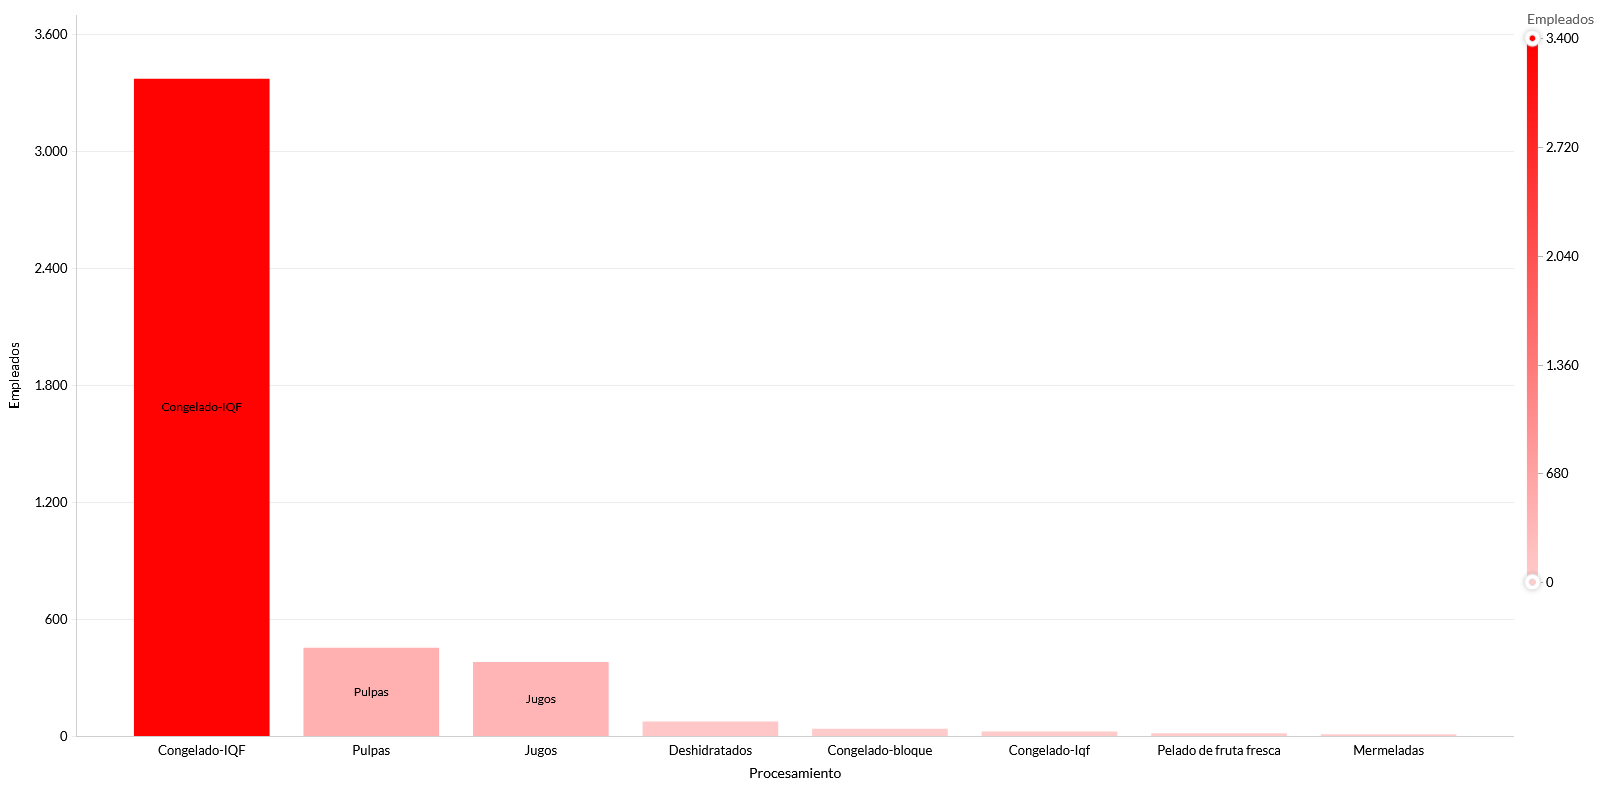 Empleados
3.600
3.000
2.400
1.800
1.200
600
0
Empleados
Congelado-IQF
Pulpas
Jugos
Congelado-IQF
Pulpas
Jugos
Deshidratados
Congelado-bloque
Congelado-Iqf
Pelado de fruta fresca
Mermeladas
Procesamiento
3.400
2.720
2.040
1.360
680
0